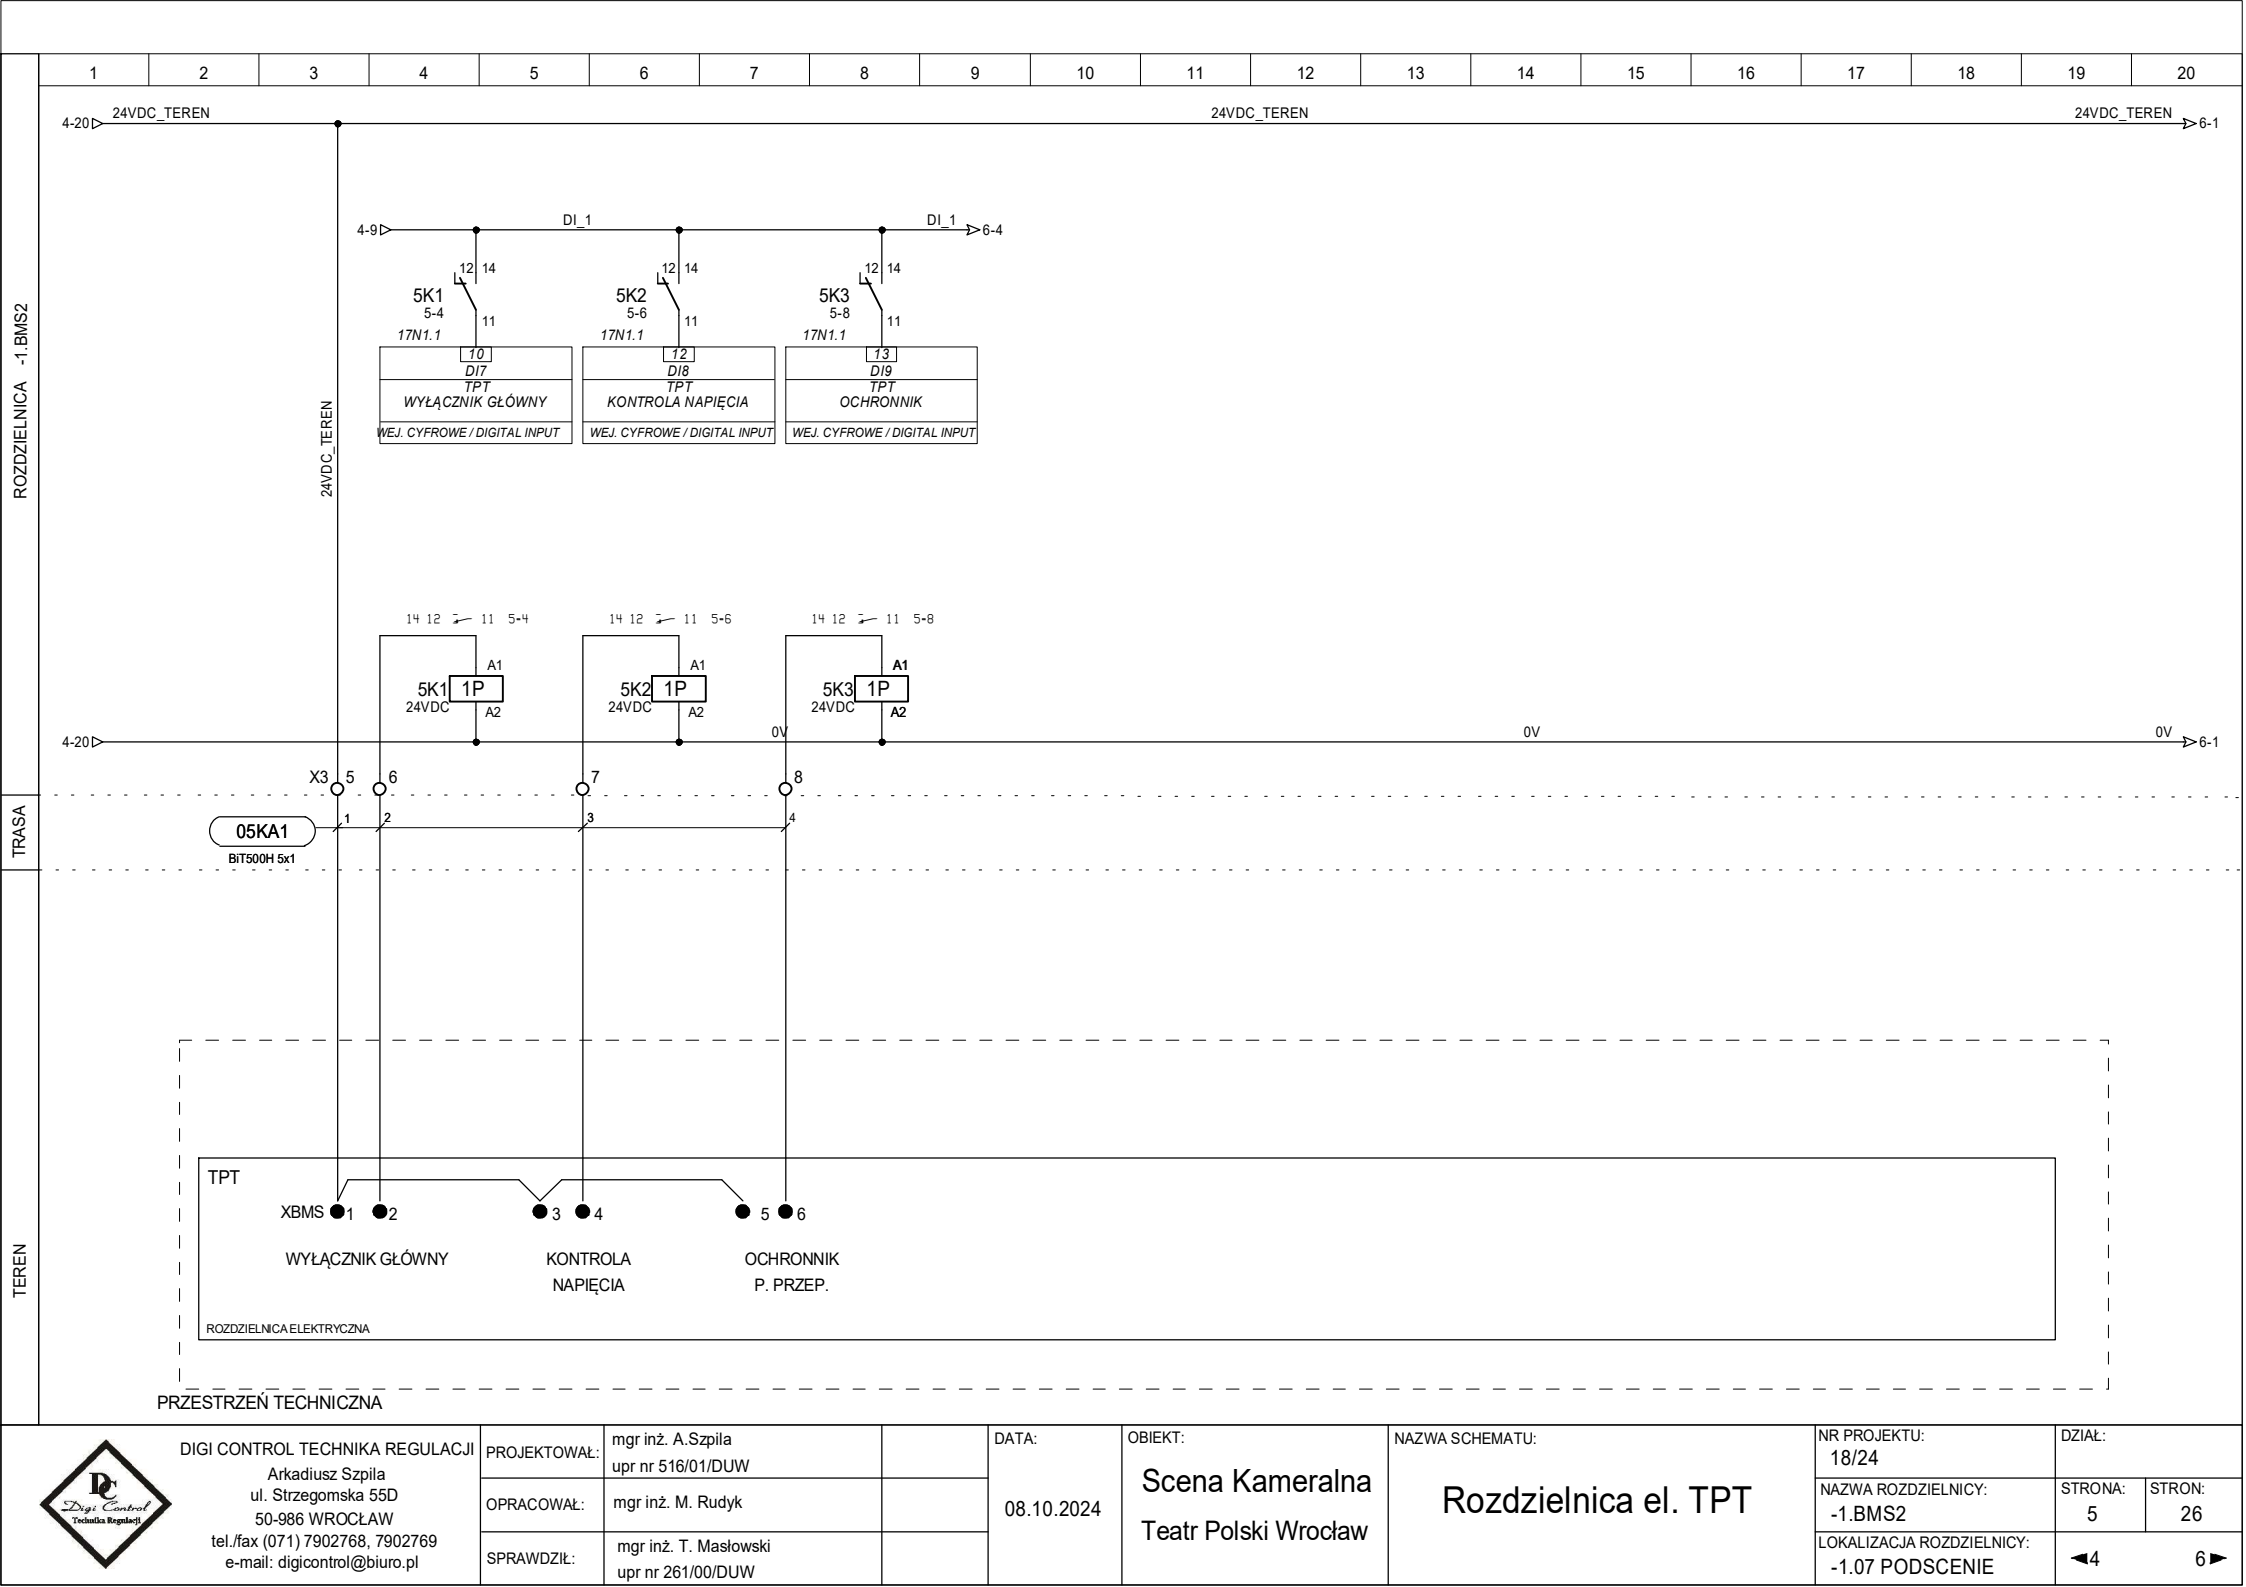 1 2 3 4 5 6 7 8 9 10 11 12 13 14 15 16 17 18 19 20
4-20 24VDC_TEREN 24VDC_TEREN 24VDC_TEREN 6-1
4-9 DI_1 DI_1 6-4
12 14 12 14 12 14
5K1 5K2 5K3
5-4 5-6 5-8
11 11 11
17N1.1 17N1.1 17N1.1
10 12 13
DI7 DI8 DI9
TPT TPT TPT
WYŁĄCZNIK GŁÓWNY KONTROLA NAPIĘCIA OCHRONNIK
WEJ. CYFROWE / DIGITAL INPUT WEJ. CYFROWE / DIGITAL INPUT WEJ. CYFROWE / DIGITAL INPUT
ROZDZIELNICA -1.BMS2
24VDC_TEREN
14 12 11 5-4 14 12 11 5-6 14 12 11 5-8
A1 A1 A1
5K1 1P 5K2 1P 5K3 1P
24VDC A2 24VDC A2 24VDC A2
4-20 0V 0V 0V 6-1
X3 5 6 7 8
TRASA
05KA1 1 2 3 4
BiT500H 5x1
TEREN
TPT
XBMS 1 2 3 4 5 6
WYŁĄCZNIK GŁÓWNY KONTROLA OCHRONNIK
NAPIĘCIA P. PRZEP.
ROZDZIELNICA ELEKTRYCZNA
PRZESTRZEŃ TECHNICZNA
DC
Digi Control
Technika Regulacji
DIGI CONTROL TECHNIKA REGULACJI
Arkadiusz Szpila
ul. Strzegomska 55D
50-986 WROCŁAW
tel./fax (071) 7902768, 7902769
e-mail: digicontrol@biuro.pl
PROJEKTOWAŁ: mgr inż. A.Szpila
upr nr 516/01/DUW
OPRACOWAŁ: mgr inż. M. Rudyk
SPRAWDZIŁ: mgr inż. T. Masłowski
upr nr 261/00/DUW
DATA:
08.10.2024
OBIEKT:
Scena Kameralna
Teatr Polski Wrocław
NAZWA SCHEMATU:
Rozdzielnica el. TPT
NR PROJEKTU:
18/24
NAZWA ROZDZIELNICY:
-1.BMS2
LOKALIZACJA ROZDZIELNICY:
-1.07 PODSCENIE
DZIAŁ:
STRONA: STRON:
5 26
4 6